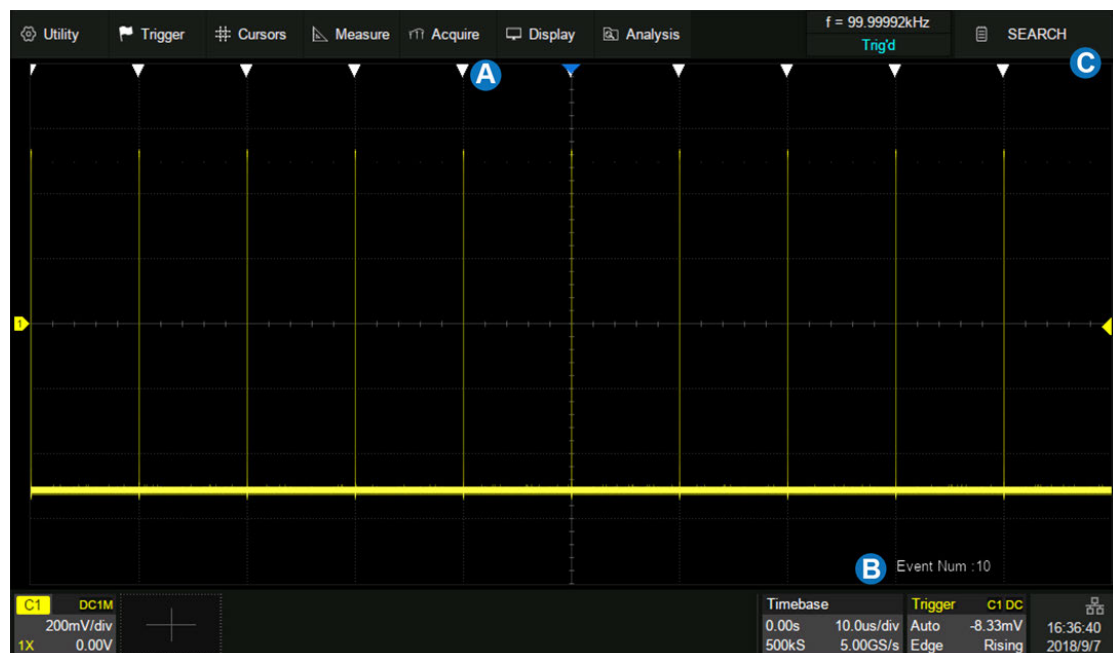 Utility Trigger Cursors Measure Acquire Display Analysis
f = 99.99992kHz
Trig'd
SEARCH
A
C
1
B
Event Num :10
C1 DC1M
200mV/div
1X 0.00V
Timebase
0.00s 10.0us/div
500kS 5.00GS/s
Trigger C1 DC
Auto -8.33mV
Edge Rising
16:36:40
2018/9/7